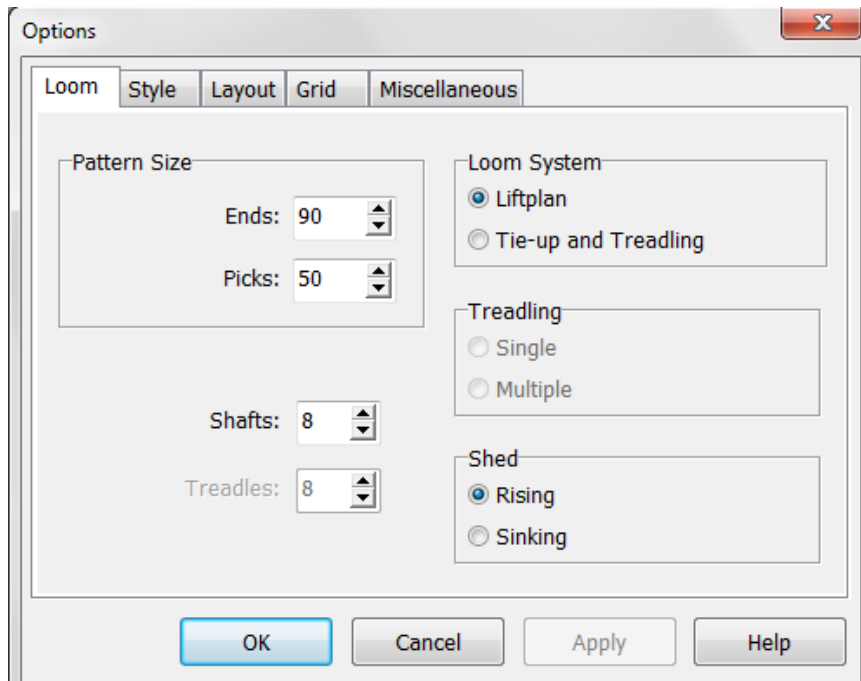 Options
Loom Style Layout Grid Miscellaneous
Pattern Size
Ends: 90
Picks: 50
Shafts: 8
Treadles: 8
Loom System
Liftplan
Tie-up and Treadling
Treadling
Single
Multiple
Shed
Rising
Sinking
OK Cancel Apply Help